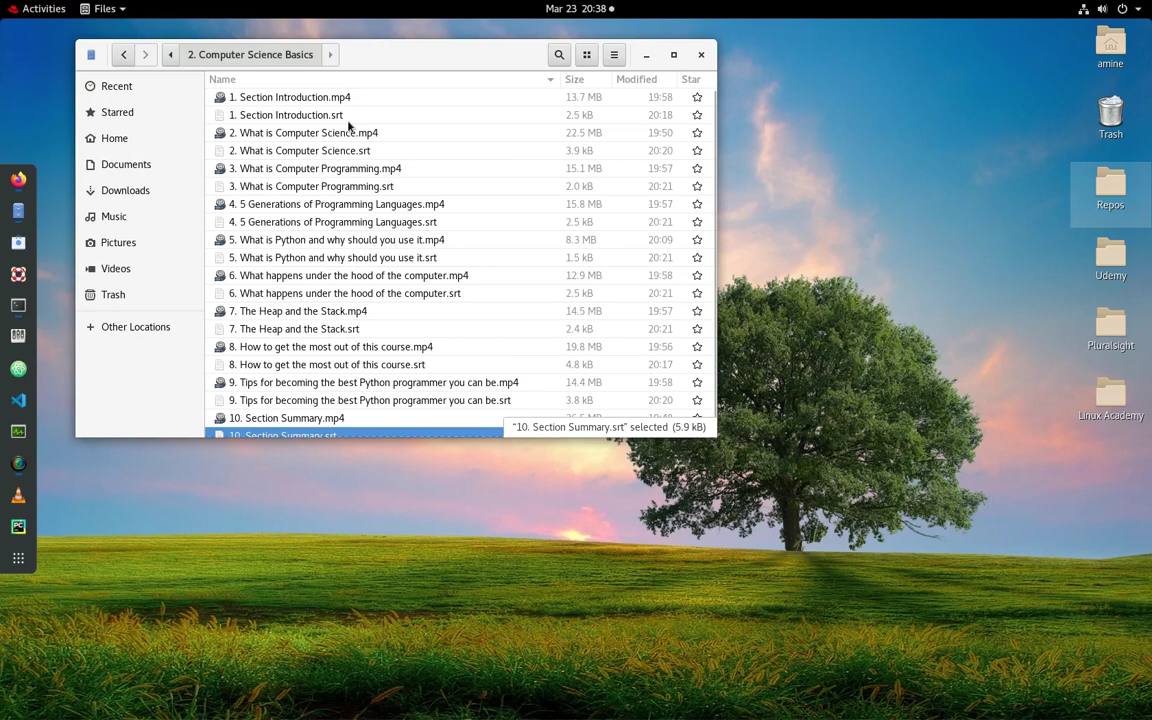 Activities Files Mar 23 20:38
2. Computer Science Basics
Name Size Modified Star
Recent
Starred
Home
Documents
Downloads
Music
Pictures
Videos
Trash
Other Locations
1. Section Introduction.mp4 13.7 MB 19:58
1. Section Introduction.srt 2.5 kB 20:18
2. What is Computer Science.mp4 22.5 MB 19:50
2. What is Computer Science.srt 3.9 kB 20:20
3. What is Computer Programming.mp4 16.8 MB 19:57
3. What is Computer Programming.srt 2.0 kB 20:21
4. 5 Generations of Programming Languages.mp4 15.8 MB 19:57
4. 5 Generations of Programming Languages.srt 2.5 kB 20:21
5. What is Python and why should you use it.mp4 8.3 MB 20:09
5. What is Python and why should you use it.srt 1.5 kB 20:21
6. What happens under the hood of the computer.mp4 12.9 MB 19:58
6. What happens under the hood of the computer.srt 2.5 kB 20:21
7. The Heap and the Stack.mp4 14.5 MB 19:57
7. The Heap and the Stack.srt 2.4 kB 20:21
8. How to get the most out of this course.mp4 19.8 MB 19:56
8. How to get the most out of this course.srt 4.8 kB 20:17
9. Tips for becoming the best Python programmer you can be.mp4 14.4 MB 19:58
9. Tips for becoming the best Python programmer you can be.srt 3.8 kB 20:20
10. Section Summary.mp4
10. Section Summary.srt
"10. Section Summary.srt" selected (5.9 kB)
amine
Trash
Repos
Udemy
Pluralsight
Linux Academy